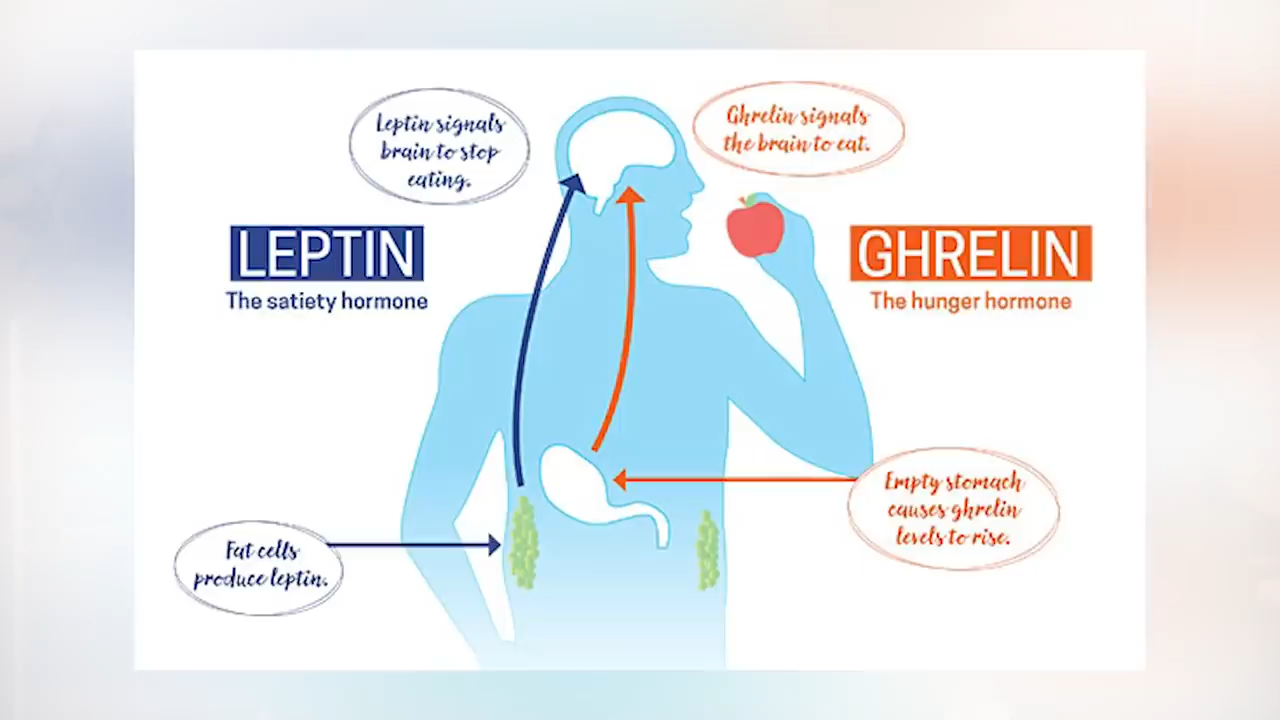 Leptin signals
brain to stop
eating.
Ghrelin signals
the brain to eat.
LEPTIN
The satiety hormone
GHRELIN
The hunger hormone
Empty stomach
causes ghrelin
levels to rise.
Fat cells
produce leptin.